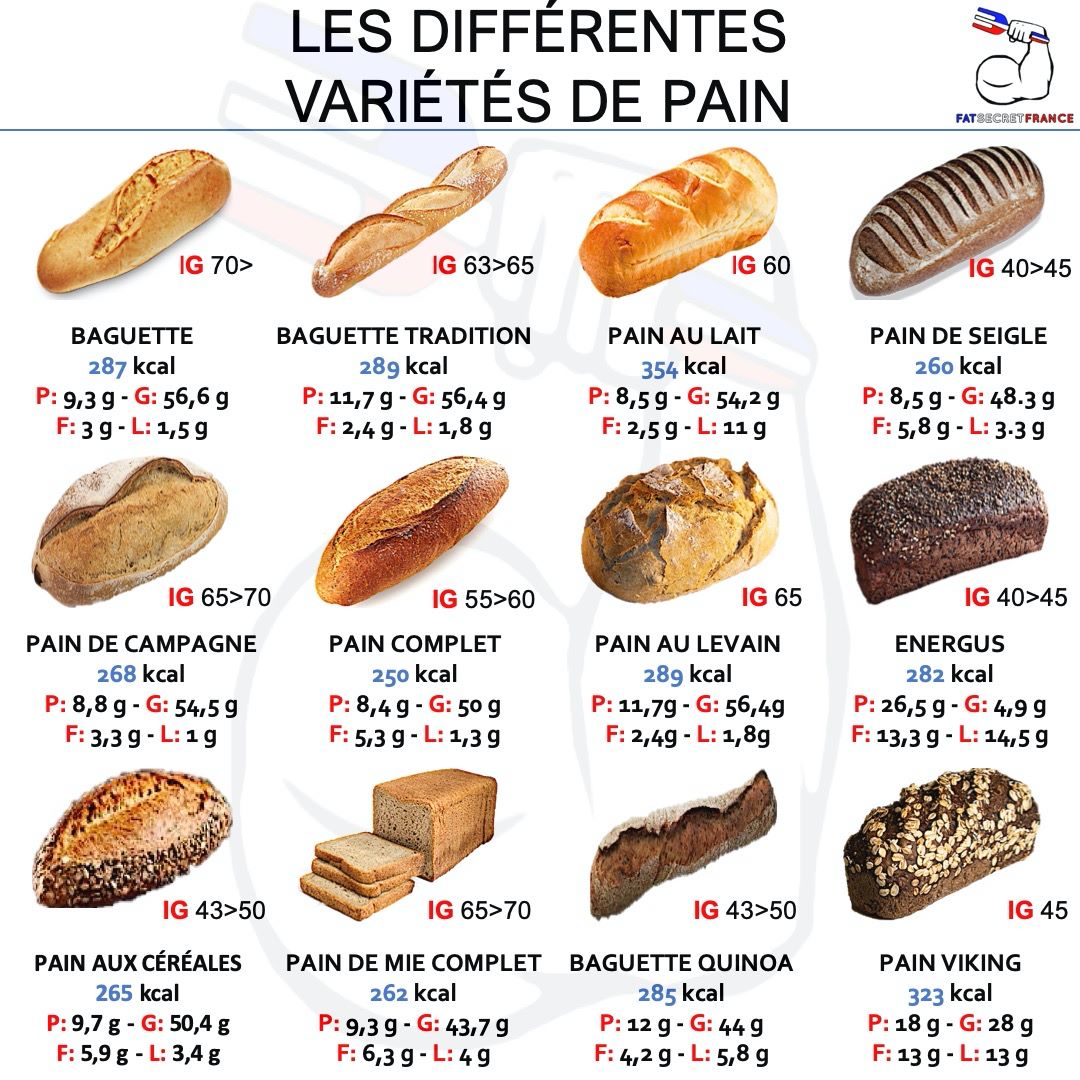 LES DIFFÉRENTES
VARIÉTÉS DE PAIN
FATSECRETFRANCE
IG 70>
IG 63>65
IG 60
IG 40>45
BAGUETTE
287 kcal
P: 9,3 g - G: 56,6 g
F: 3 g - L: 1,5 g
BAGUETTE TRADITION
289 kcal
P: 11,7 g - G: 56,4 g
F: 2,4 g - L: 1,8 g
PAIN AU LAIT
354 kcal
P: 8,5 g - G: 54,2 g
F: 2,5 g - L: 11 g
PAIN DE SEIGLE
260 kcal
P: 8,5 g - G: 48.3 g
F: 5,8 g - L: 3.3 g
IG 65>70
IG 55>60
IG 65
IG 40>45
PAIN DE CAMPAGNE
268 kcal
P: 8,8 g - G: 54,5 g
F: 3,3 g - L: 1 g
PAIN COMPLET
250 kcal
P: 8,4 g - G: 50 g
F: 5,3 g - L: 1,3 g
PAIN AU LEVAIN
289 kcal
P: 11,7g - G: 56,4g
F: 2,4g - L: 1,8g
ENERGUS
282 kcal
P: 26,5 g - G: 4,9 g
F: 13,3 g - L: 14,5 g
IG 43>50
IG 65>70
IG 43>50
IG 45
PAIN AUX CÉRÉALES
265 kcal
P: 9,7 g - G: 50,4 g
F: 5,9 g - L: 3,4 g
PAIN DE MIE COMPLET
262 kcal
P: 9,3 g - G: 43,7 g
F: 6,3 g - L: 4 g
BAGUETTE QUINOA
285 kcal
P: 12 g - G: 44 g
F: 4,2 g - L: 5,8 g
PAIN VIKING
323 kcal
P: 18 g - G: 28 g
F: 13 g - L: 13 g